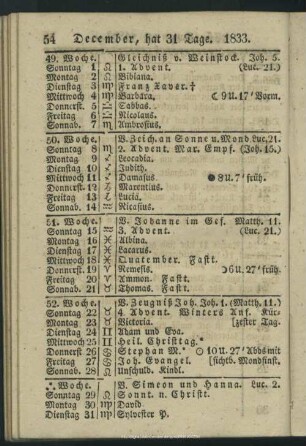 54 December, hat 31 Tage. 1833.
49. Woche. Gleichniß v. Weinstock. Joh. 5.
Sonntag 1 ♌ 1. Advent. (Luc. 21.)
Montag 2 ♌ Bibiana.
Dienstag 3 ♍ Franz Xaver. †
Mittwoch 4 ♍ Barbara. ☾ 9 U. 17′ Vorm.
Donnerst. 5 Sabbas.
Freitag 6 Nicolaus.
Sonnab. 7 ♏ Ambrosius.
50. Woche. V. Zeich. an Sonne u. Mond Luc. 21.
Sonntag 8 ♏ 2. Advent. Mar. Empf. (Joh. 15.)
Montag 9 Leocadia.
Dienstag 10 Judith.
Mittwoch 11 Damasus. ● 8 U. 7′ früh.
Donnerst. 12 Maxentius.
Freitag 13 Lucia.
Sonnab. 14 ♒ Nicasius.
51. Woche. V. Johanne im Gef. Matth. 11.
Sonntag 15 ♒ 3. Advent. (Luc. 21.)
Montag 16 ♓ Albina.
Dienstag 17 ♓ Lazarus.
Mittwoch 18 ♓ Quatember. Fastt.
Donnerst. 19 ♈ Nemesis. ☽ 6 U. 27′ früh.
Freitag 20 ♈ Ammon. Fastt.
Sonnab. 21 ♉ Thomas. Fastt.
52. Woche V. Zeugniß Joh. Joh. 1. (Matth. 11.)
Sonntag 22 ♉ 4. Advent. Winters Anf. Kür-
Montag 23 ♉ Victoria. [zester Tag.
Dienstag 24 ♊ Adam und Eva.
Mittwoch 25 ♊ Heil. Christtag.
Donnerst 26 ♋ Stephan M. 10 U. 27′ Abds mit
Freitag 27 ♋ Joh. Evangel. [sichtb. Mondfinst.
Sonnab. 28 ♌ Unschuld. Kindl.
Woche. V. Simeon und Hanna. Luc. 2.
Sonntag 29 ♌ Sonnt. n. Christt.
Montag 30 ♍ David
Dienstag 31 ♍ Sylvester P.